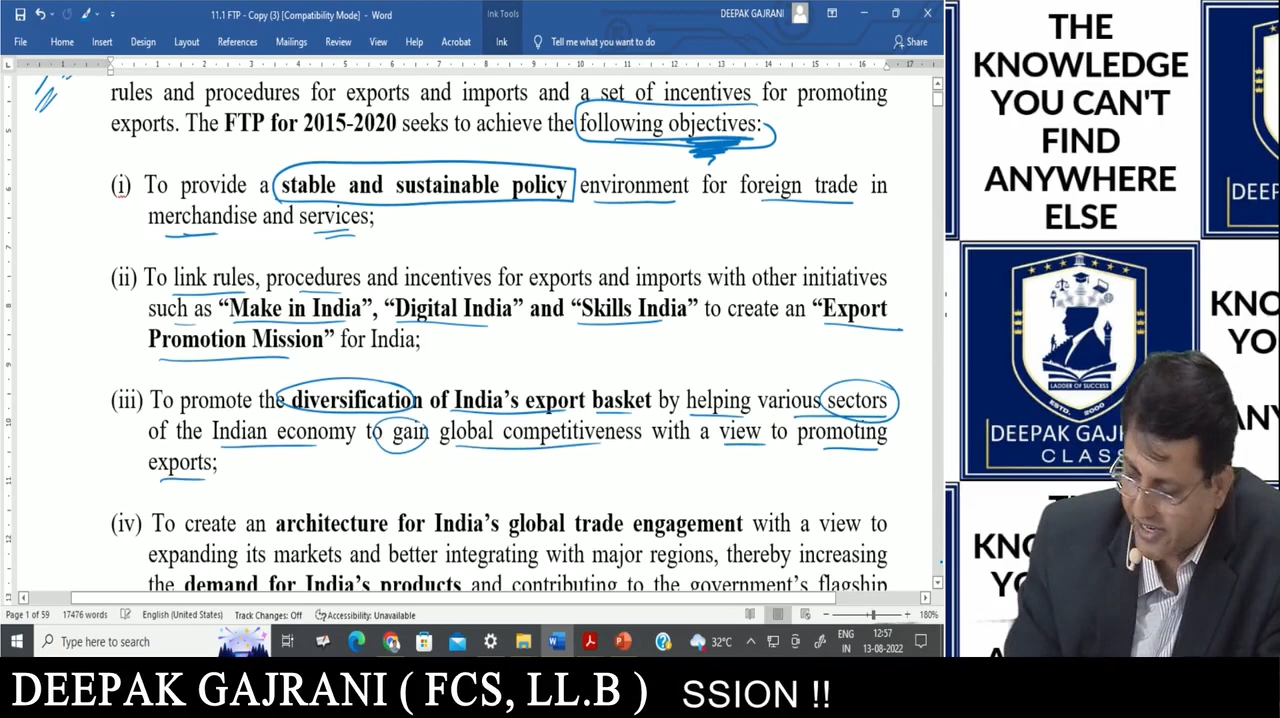 11.1 FTP - Copy (3) [Compatibility Mode] - Word
Ink Tools
DEEPAK GAJRANI
File Home Insert Design Layout References Mailings Review View Help Acrobat Ink Tell me what you want to do Share
rules and procedures for exports and imports and a set of incentives for promoting
exports. The FTP for 2015-2020 seeks to achieve the following objectives:
(i) To provide a stable and sustainable policy environment for foreign trade in
merchandise and services;
(ii) To link rules, procedures and incentives for exports and imports with other initiatives
such as “Make in India”, “Digital India” and “Skills India” to create an “Export
Promotion Mission” for India;
(iii) To promote the diversification of India’s export basket by helping various sectors
of the Indian economy to gain global competitiveness with a view to promoting
exports;
(iv) To create an architecture for India’s global trade engagement with a view to
expanding its markets and better integrating with major regions, thereby increasing
the demand for India’s products and contributing to the government’s flagship
Page 1 of 59 17476 words English (United States) Track Changes: Off Accessibility: Unavailable 180%
Type here to search
32°C
ENG
IN
12:57
13-08-2022
THE
KNOWLEDGE
YOU CAN'T
FIND
ANYWHERE
ELSE
DEEP
LADER OF SUCCESS
ESTD. 2000
DEEPAK GAJ
CLASS
KNO
YO
KNO
YO
DEEPAK GAJRANI ( FCS, LL.B )
SSION !!